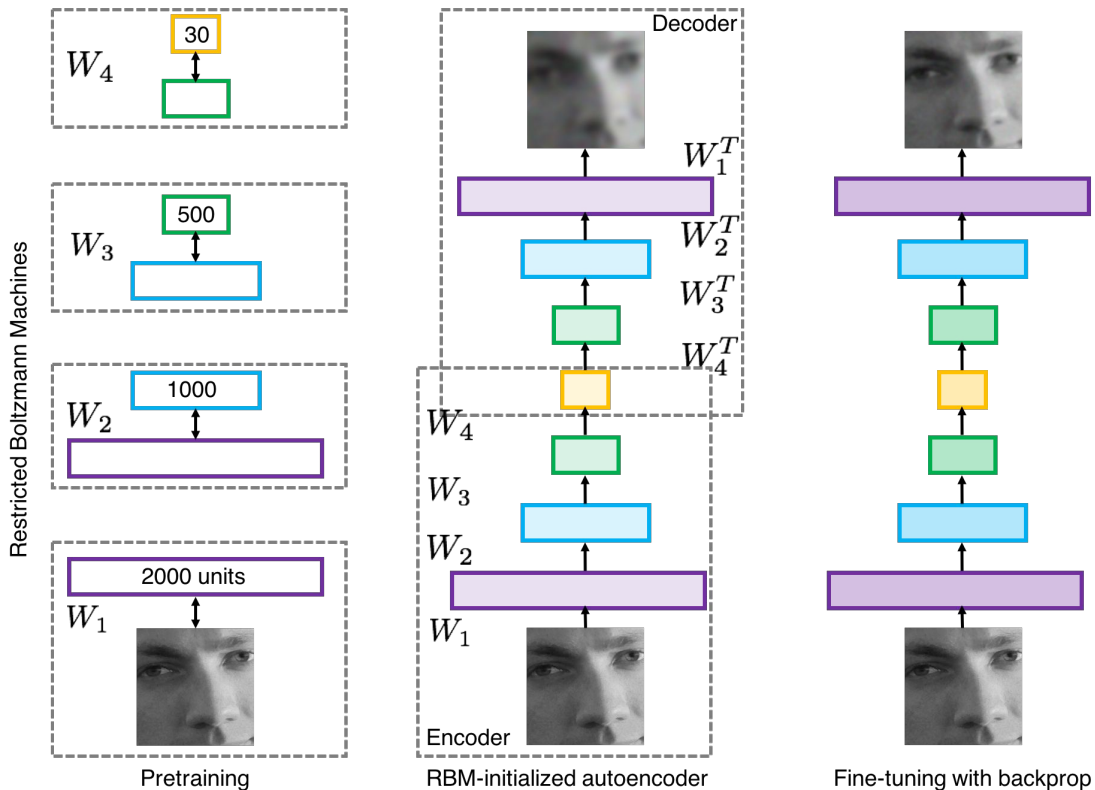 Restricted Boltzmann Machines
30
W₄
500
W₃
1000
W₂
2000 units
W₁
Pretraining
Decoder
W₁ᵀ
W₂ᵀ
W₃ᵀ
W₄ᵀ
W₄
W₃
W₂
W₁
Encoder
RBM-initialized autoencoder
Fine-tuning with backprop